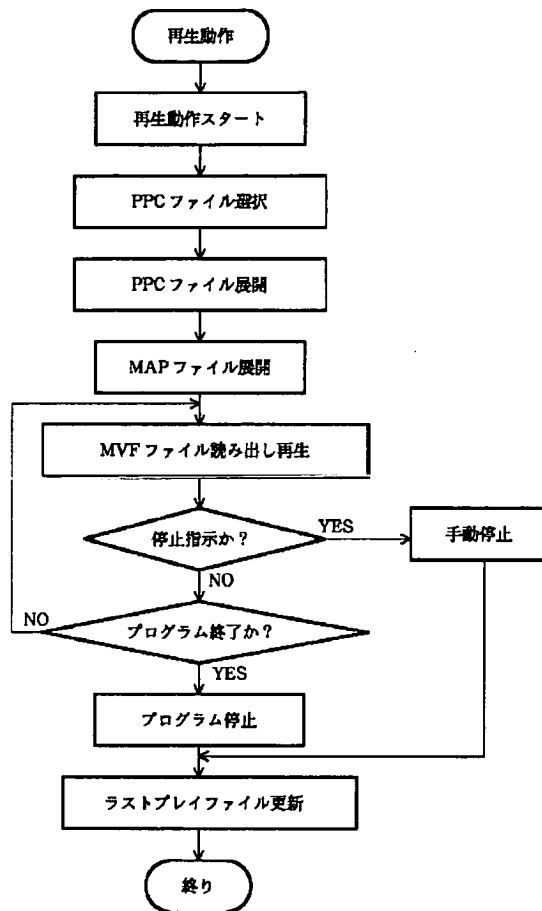 再生動作
再生動作スタート
PPCファイル選択
PPCファイル展開
MAPファイル展開
MVFファイル読み出し再生
停止指示か？
YES
手動停止
NO
NO
プログラム終了か？
YES
プログラム停止
ラストプレイファイル更新
終り